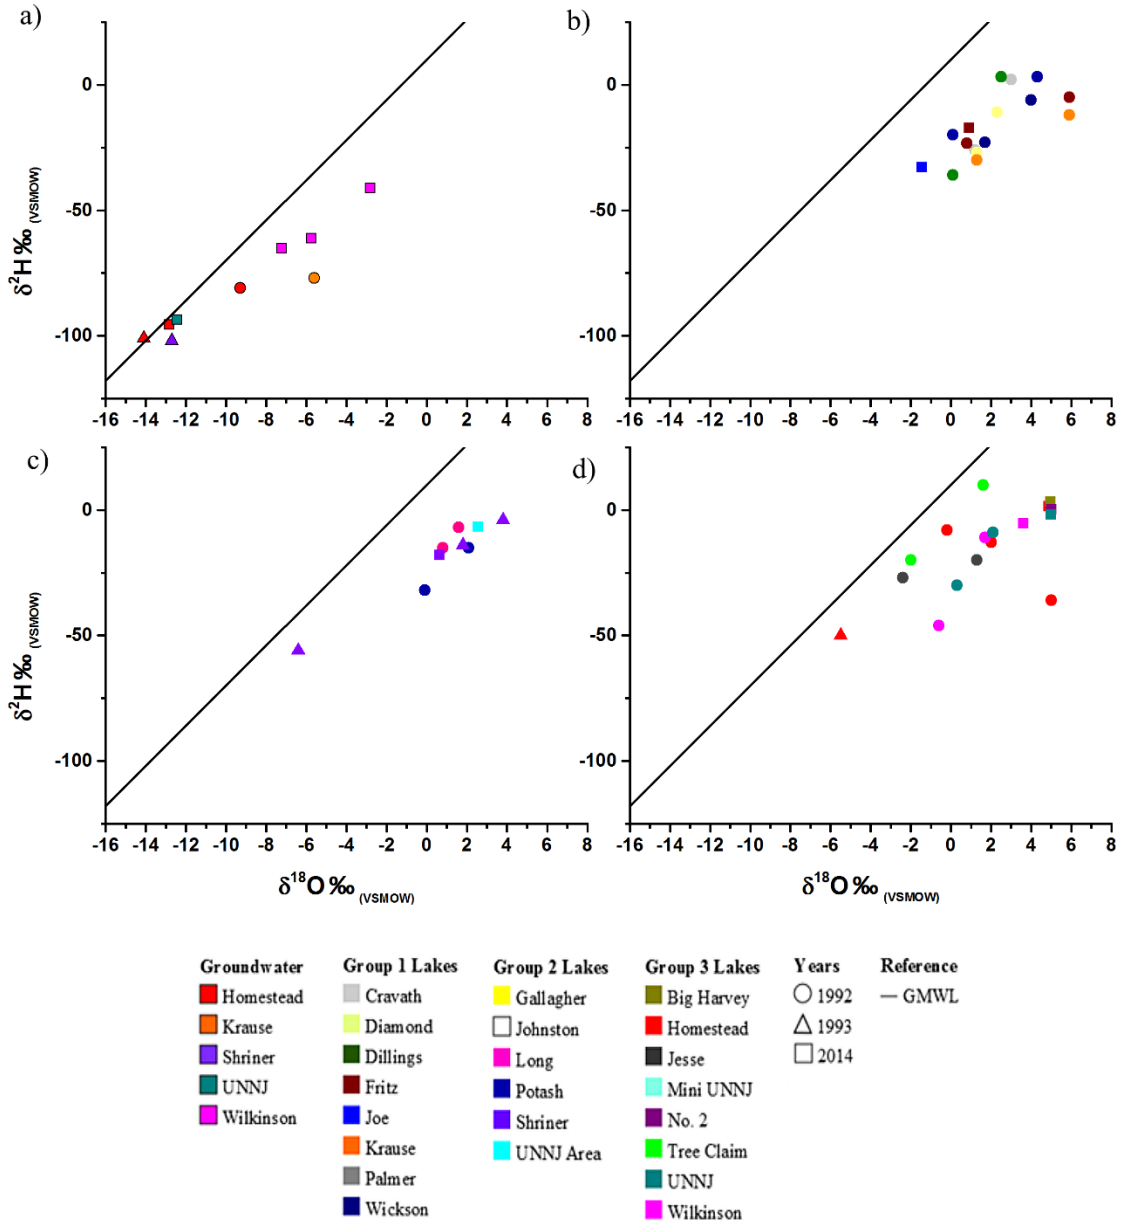 a)
b)
0
0
-50
-50
-100
-100
-16 -14 -12 -10 -8 -6 -4 -2 0 2 4 6 8
-16 -14 -12 -10 -8 -6 -4 -2 0 2 4 6 8
δ²H‰ (VSMOW)
c)
d)
0
0
-50
-50
-100
-100
-16 -14 -12 -10 -8 -6 -4 -2 0 2 4 6 8
-16 -14 -12 -10 -8 -6 -4 -2 0 2 4 6 8
δ²H‰ (VSMOW)
δ¹⁸O‰ (VSMOW)
δ¹⁸O‰ (VSMOW)
Groundwater
Homestead
Krause
Shriner
UNNJ
Wilkinson
Group 1 Lakes
Cravath
Diamond
Dillings
Fritz
Joe
Krause
Palmer
Wickson
Group 2 Lakes
Gallagher
Johnston
Long
Potash
Shriner
UNNJ Area
Group 3 Lakes
Big Harvey
Homestead
Jesse
Mini UNNJ
No. 2
Tree Claim
UNNJ
Wilkinson
Years
1992
1993
2014
Reference
GMWL